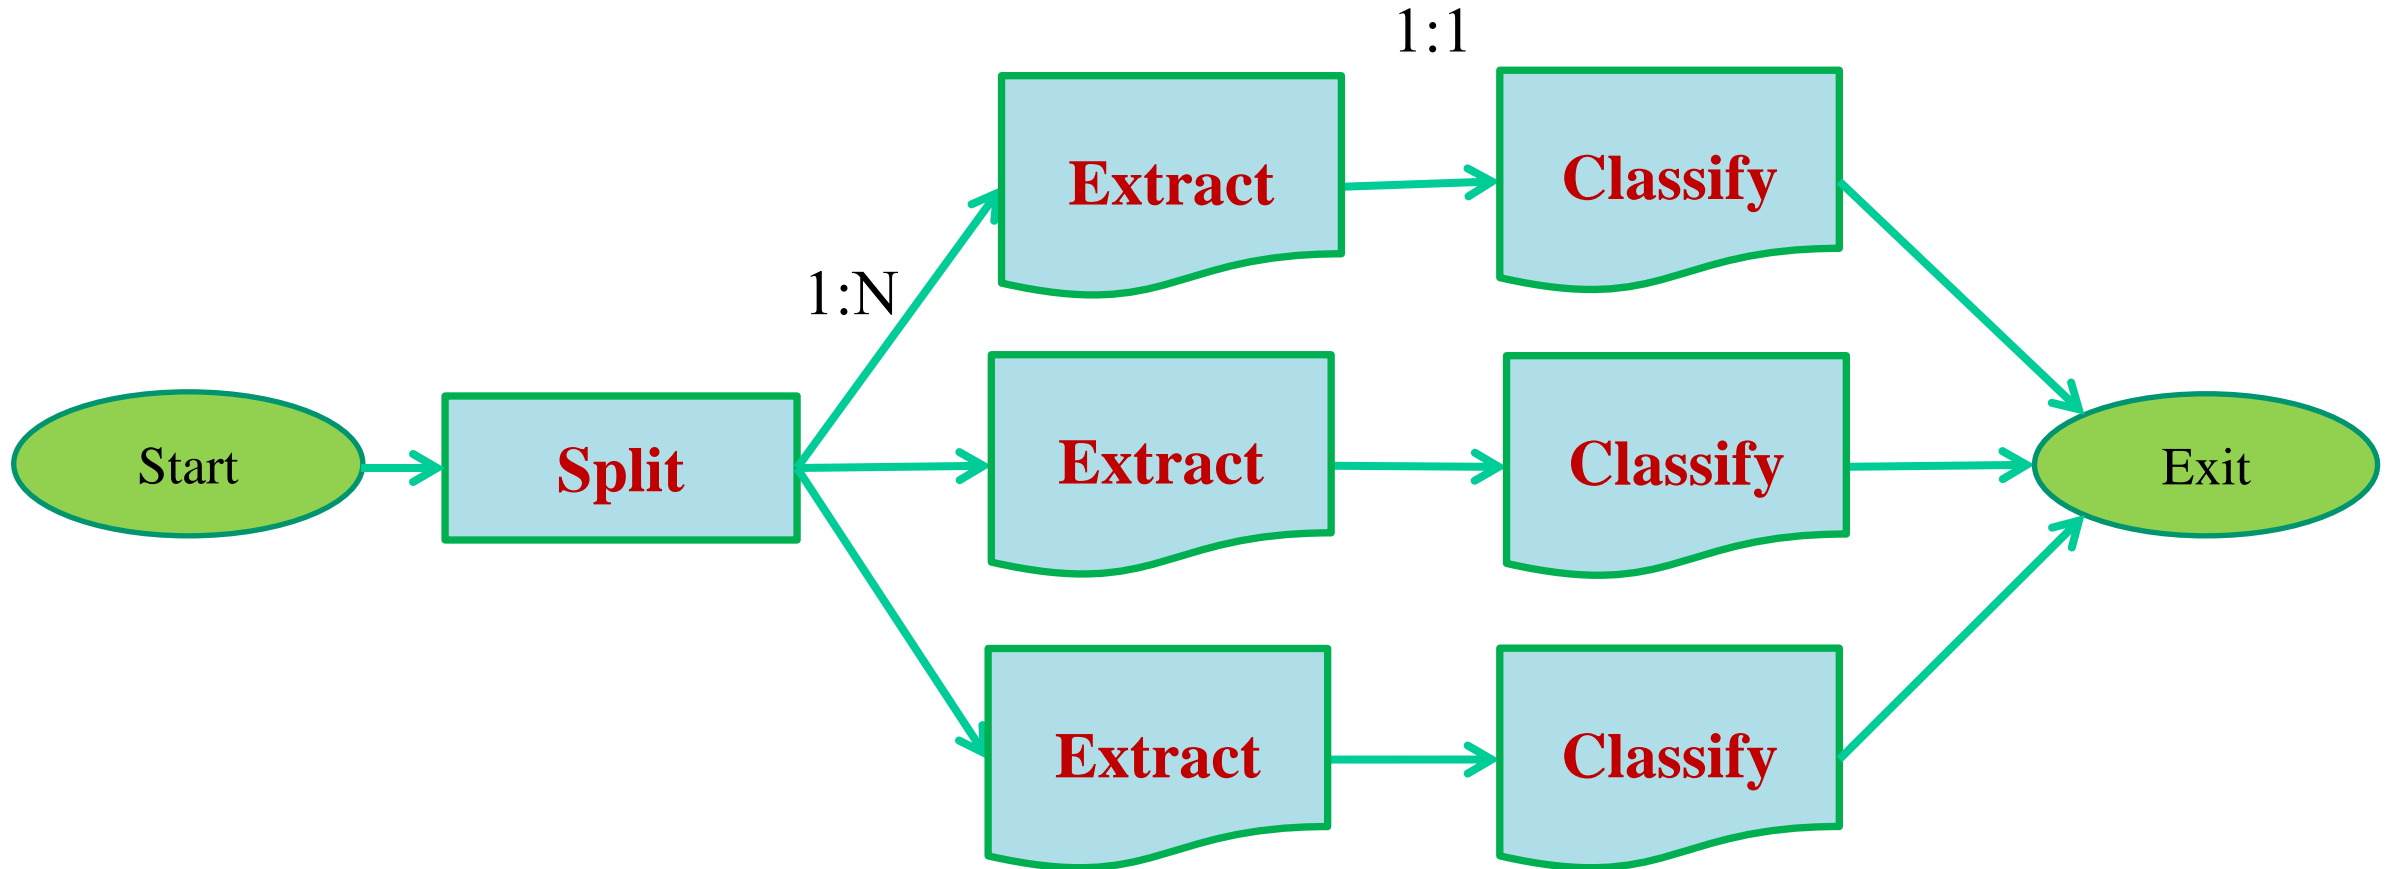 1:1
Extract
Classify
1:N
Start
Split
Extract
Classify
Exit
Extract
Classify